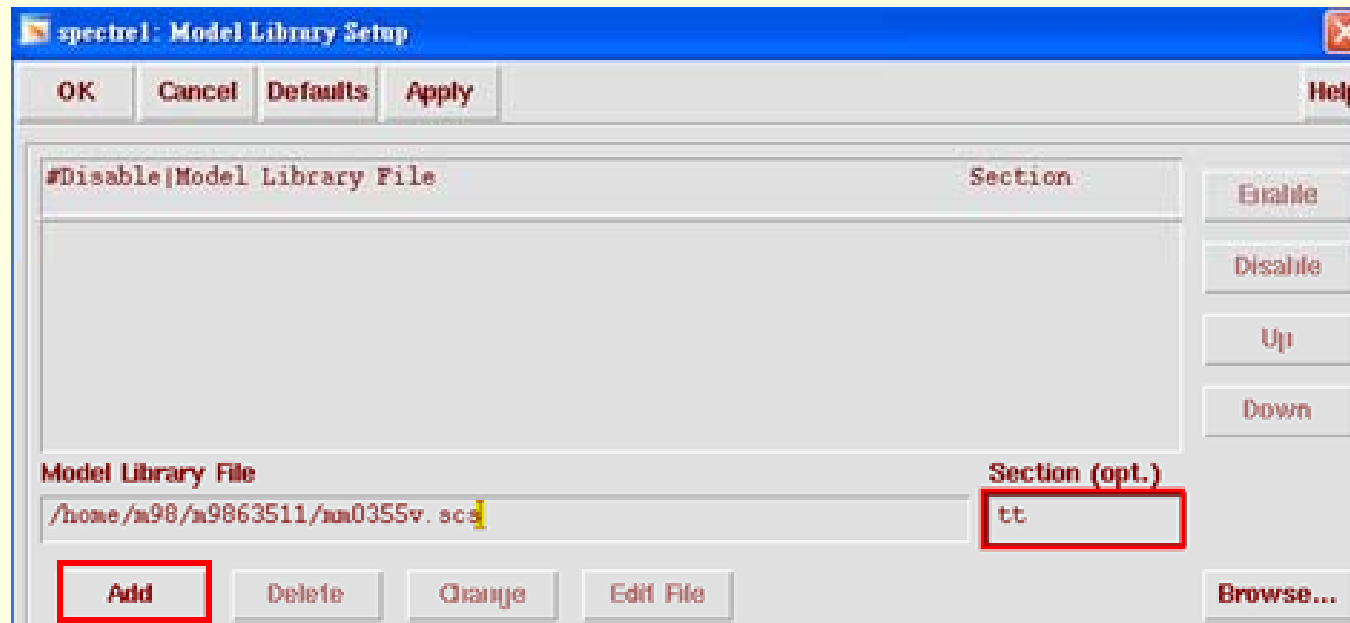 spectre1: Model Library Setup
OK Cancel Defaults Apply Help
#Disable|Model Library File Section
Enable
Disable
Up
Down
Model Library File Section (opt.)
/home/m98/m9863511/mm0355v.scs tt
Add Delete Change Edit File Browse...